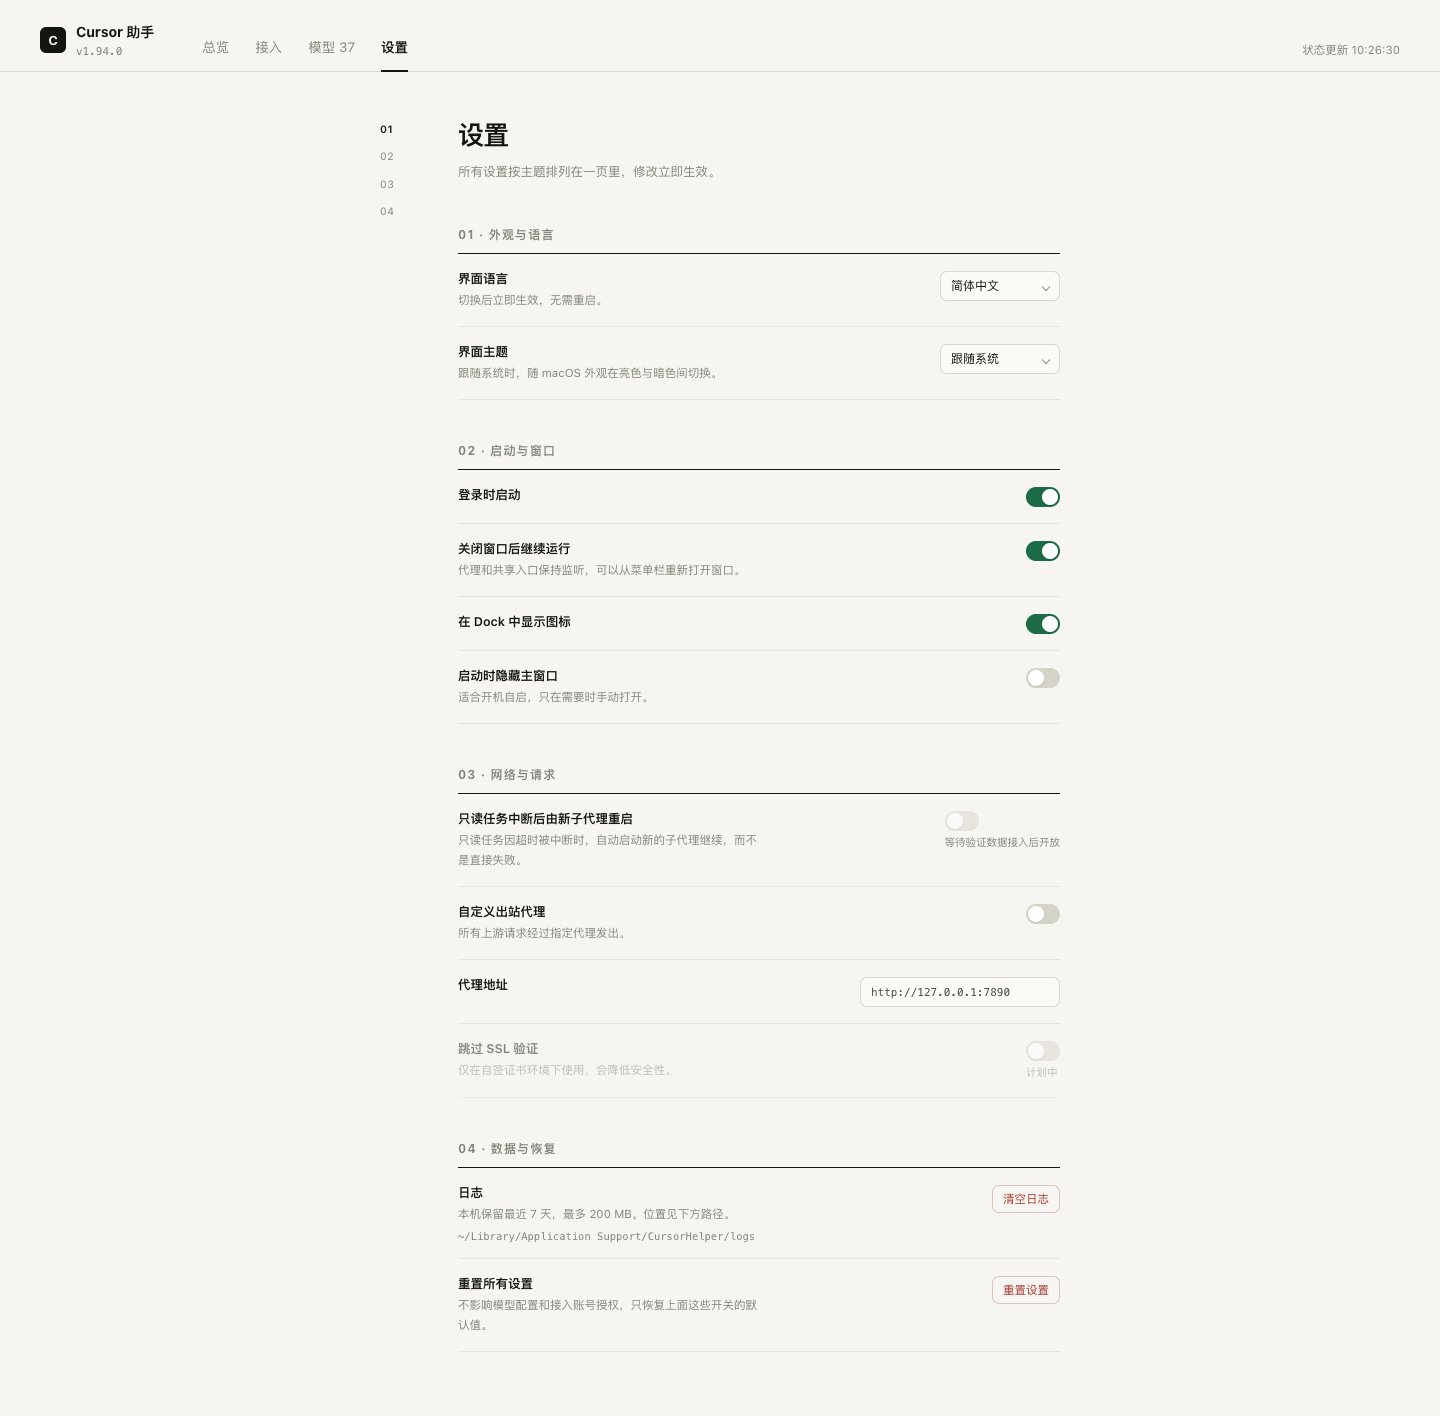 C
Cursor 助手
v1.94.0
总览
接入
模型 37
设置
状态更新 10:26:30
01
02
03
04
设置
所有设置按主题排列在一页里，修改立即生效。
01 · 外观与语言
界面语言
切换后立即生效，无需重启。
简体中文
界面主题
跟随系统时，随 macOS 外观在亮色与暗色间切换。
跟随系统
02 · 启动与窗口
登录时启动
关闭窗口后继续运行
代理和共享入口保持监听，可以从菜单栏重新打开窗口。
在 Dock 中显示图标
启动时隐藏主窗口
适合开机自启，只在需要时手动打开。
03 · 网络与请求
只读任务中断后由新子代理重启
只读任务因超时被中断时，自动启动新的子代理继续，而不
是直接失败。
等待验证数据接入后开放
自定义出站代理
所有上游请求经过指定代理发出。
代理地址
http://127.0.0.1:7890
跳过 SSL 验证
仅在自签证书环境下使用，会降低安全性。
计划中
04 · 数据与恢复
日志
本机保留最近 7 天，最多 200 MB。位置见下方路径。
~/Library/Application Support/CursorHelper/logs
清空日志
重置所有设置
不影响模型配置和接入账号授权，只恢复上面这些开关的默
认值。
重置设置